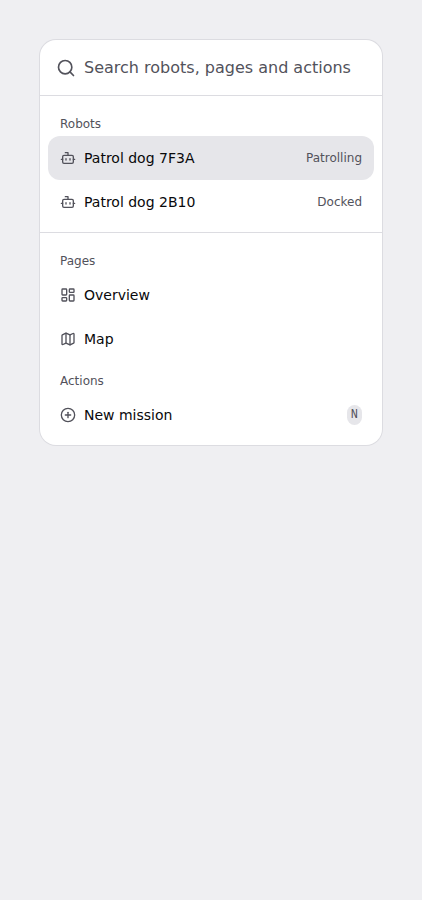 Search robots, pages and actions
Robots
Patrol dog 7F3A Patrolling
Patrol dog 2B10 Docked
Pages
Overview
Map
Actions
New mission N